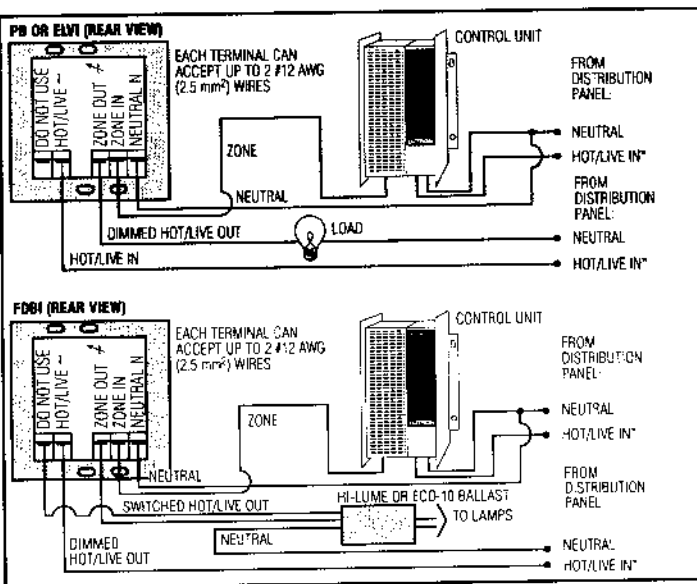 PB OR ELVI (REAR VIEW)
DO NOT USE
HOT/LIVE ~
ZONE OUT
ZONE IN
NEUTRAL N
EACH TERMINAL CAN
ACCEPT UP TO 2 #12 AWG
(2.5 mm²) WIRES
ZONE
NEUTRAL
DIMMED HOT/LIVE OUT
LOAD
HOT/LIVE IN
CONTROL UNIT
FROM
DISTRIBUTION
PANEL:
NEUTRAL
HOT/LIVE IN*
FROM
DISTRIBUTION
PANEL:
NEUTRAL
HOT/LIVE IN*
FDBI (REAR VIEW)
DO NOT USE
HOT/LIVE ~
ZONE OUT
ZONE IN
NEUTRAL N
EACH TERMINAL CAN
ACCEPT UP TO 2 #12 AWG
(2.5 mm²) WIRES
ZONE
NEUTRAL
SWITCHED HOT/LIVE OUT
DIMMED
HOT/LIVE OUT
NEUTRAL
HI-LUME OR ECO-10 BALLAST
TO LAMPS
CONTROL UNIT
FROM
DISTRIBUTION
PANEL:
NEUTRAL
HOT/LIVE IN*
FROM
DISTRIBUTION
PANEL
NEUTRAL
HOT/LIVE IN*